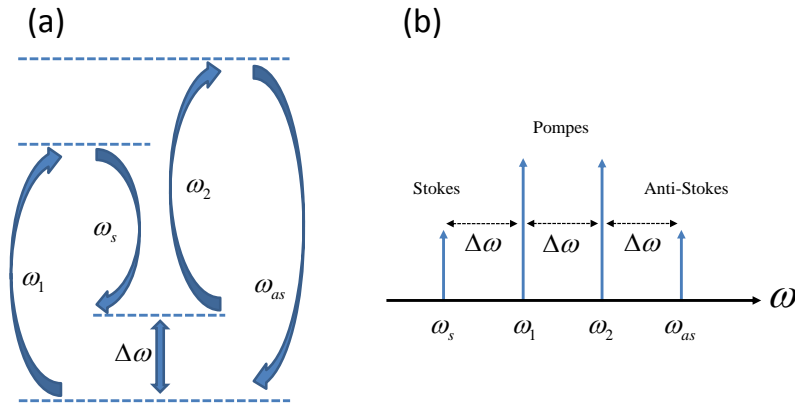 (a)
ω₁
ωₛ
ω₂
ωₐₛ
Δω
(b)
Pompes
Stokes
Anti-Stokes
Δω
Δω
Δω
ω
ωₛ
ω₁
ω₂
ωₐₛ